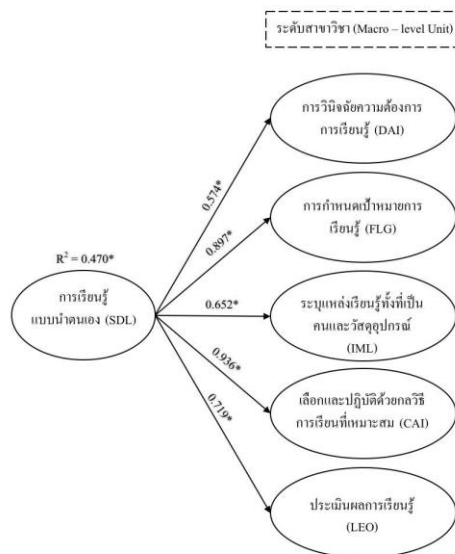 ระดับสาขาวิชา (Macro – level Unit)
การวินิจฉัยความต้องการ
การเรียนรู้ (DAI)
0.574*
การกำหนดเป้าหมายการ
เรียนรู้ (FLG)
0.897*
R² = 0.470*
การเรียนรู้
แบบนำตนเอง (SDL)
0.652*
ระบุแหล่งเรียนรู้ทั้งที่เป็น
คนและวัสดุอุปกรณ์
(IML)
0.936*
เลือกและปฏิบัติด้วยกลวิธี
การเรียนที่เหมาะสม (CAI)
0.719*
ประเมินผลการเรียนรู้
(LEO)